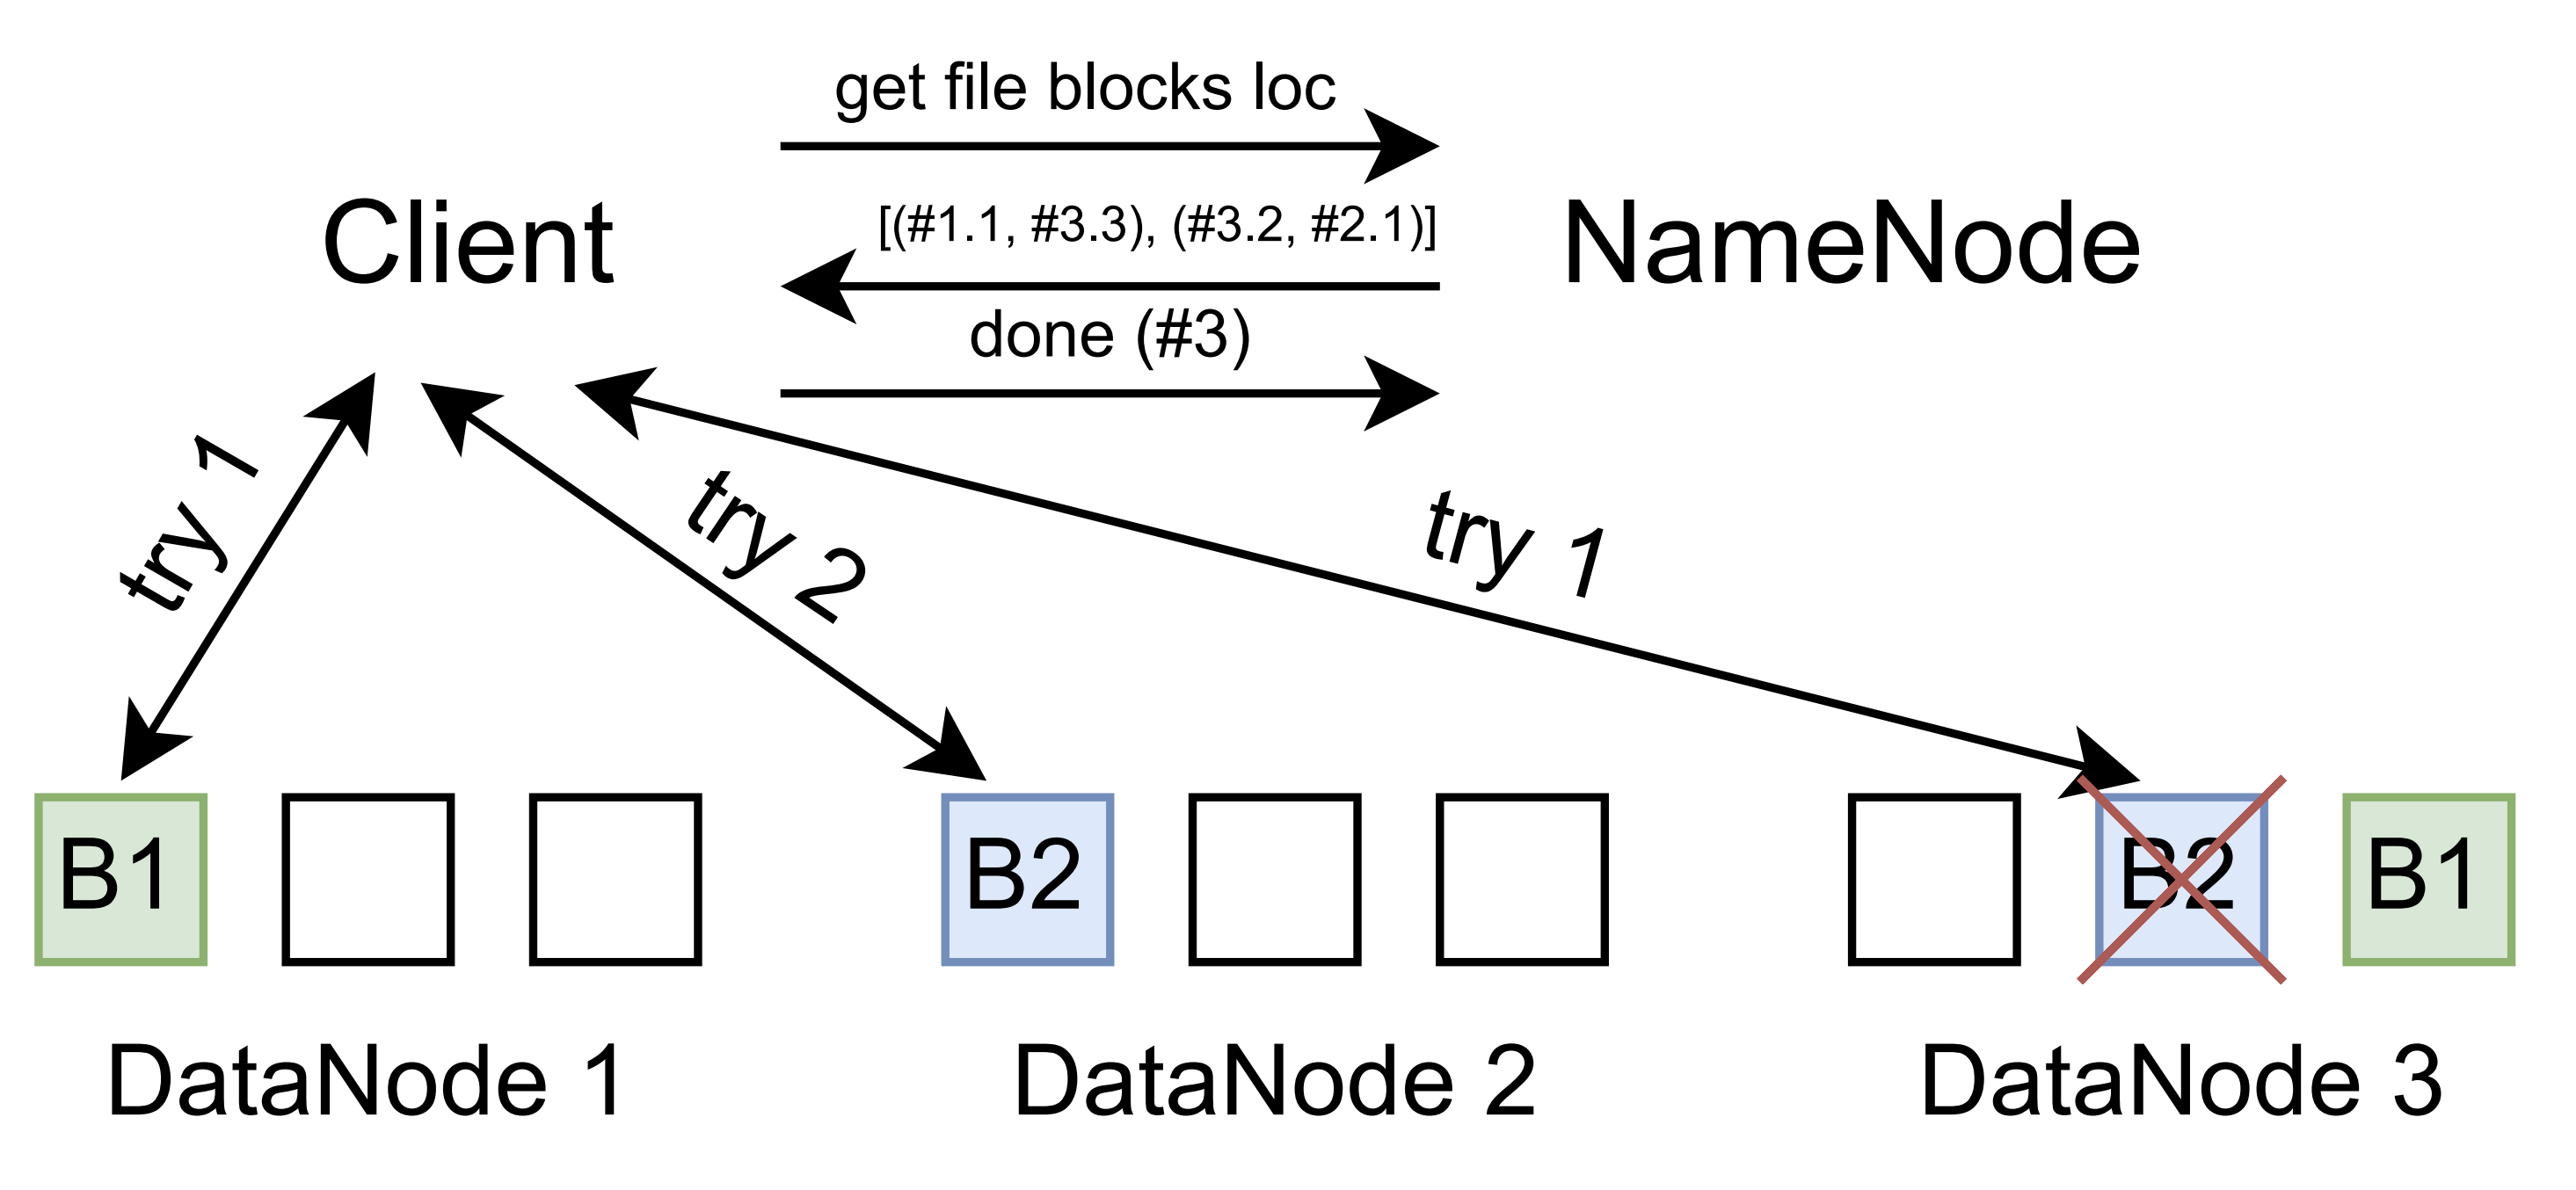 get file blocks loc
Client
[(#1.1, #3.3), (#3.2, #2.1)]
NameNode
done (#3)
try 1
try 2
try 1
B1
B2
B2
B1
DataNode 1
DataNode 2
DataNode 3